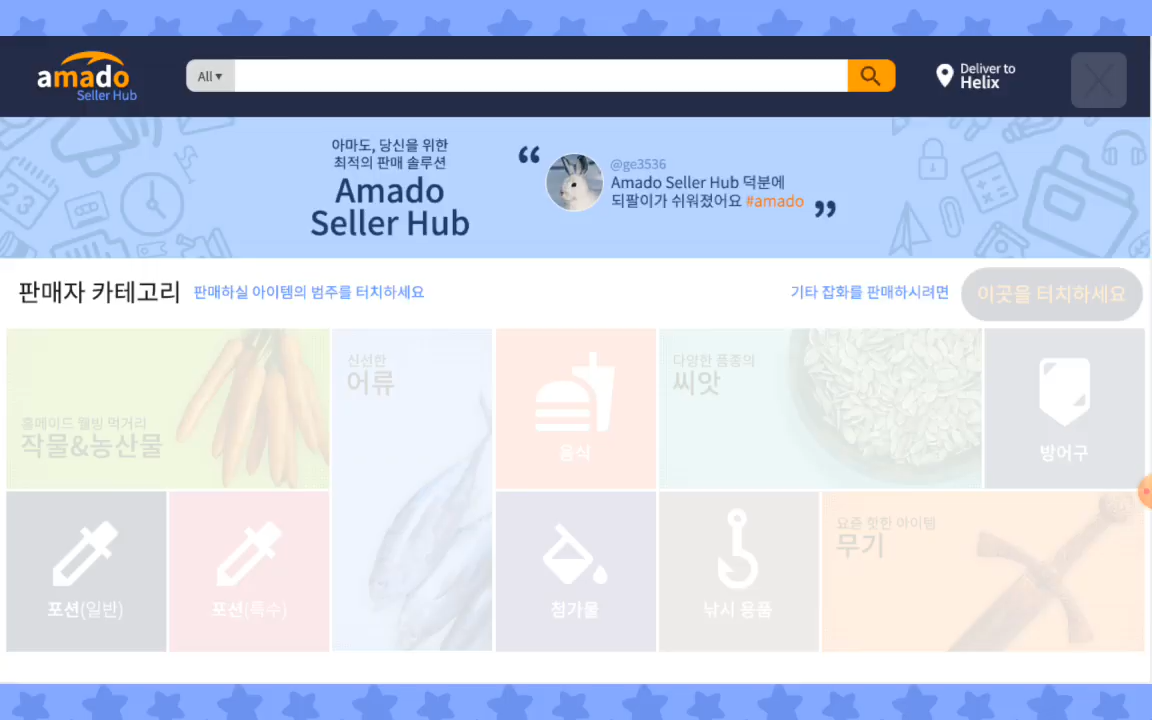 amado
Seller Hub
All ▾
Deliver to
Helix
아마도, 당신을 위한
최적의 판매 솔루션
Amado
Seller Hub
“
@ge3536
Amado Seller Hub 덕분에
되팔이가 쉬워졌어요 #amado
”
판매자 카테고리
판매하실 아이템의 범주를 터치하세요
기타 잡화를 판매하시려면
이곳을 터치하세요
홈메이드 웰빙 먹거리
작물&농산물
신선한
어류
음식
다양한 품종의
씨앗
방어구
포션(일반)
포션(특수)
첨가물
낚시 용품
요즘 핫한 아이템
무기
23